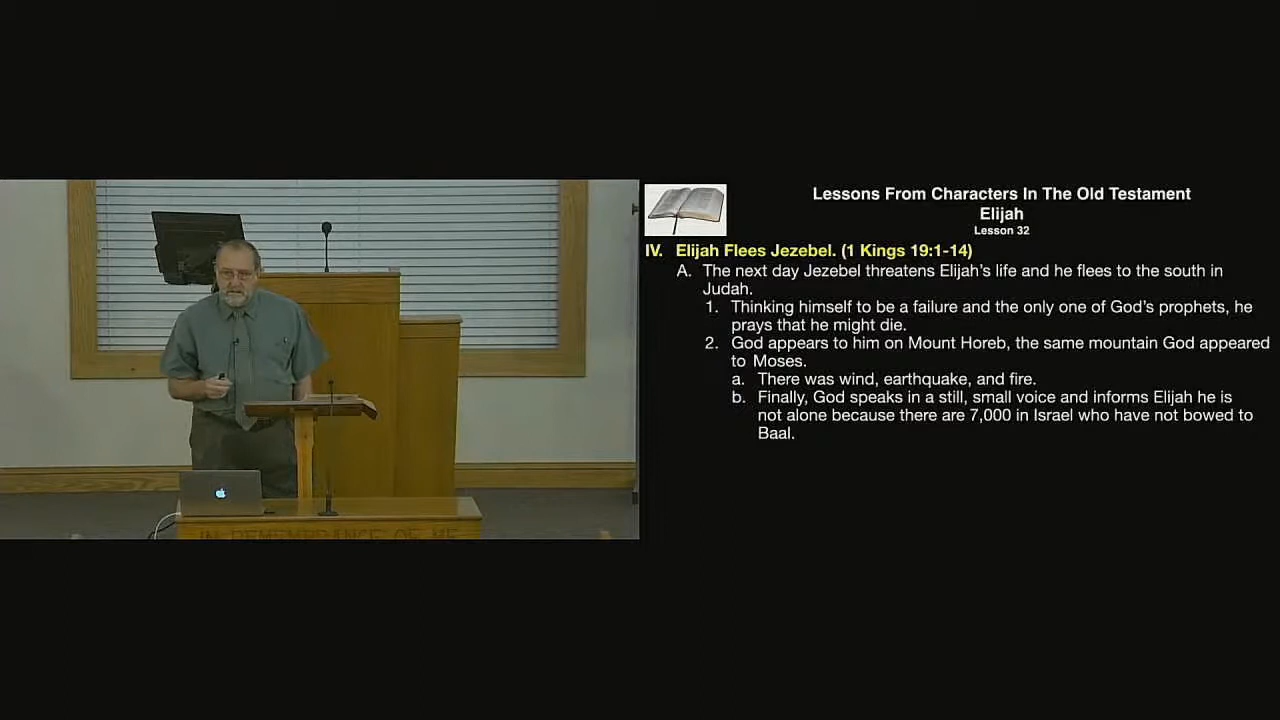 Lessons From Characters In The Old Testament
Elijah
Lesson 32
IV. Elijah Flees Jezebel. (1 Kings 19:1-14)
A. The next day Jezebel threatens Elijah's life and he flees to the south in
Judah.
1. Thinking himself to be a failure and the only one of God's prophets, he
prays that he might die.
2. God appears to him on Mount Horeb, the same mountain God appeared
to Moses.
a. There was wind, earthquake, and fire.
b. Finally, God speaks in a still, small voice and informs Elijah he is
not alone because there are 7,000 in Israel who have not bowed to
Baal.
IN REMEMBRANCE OF ME